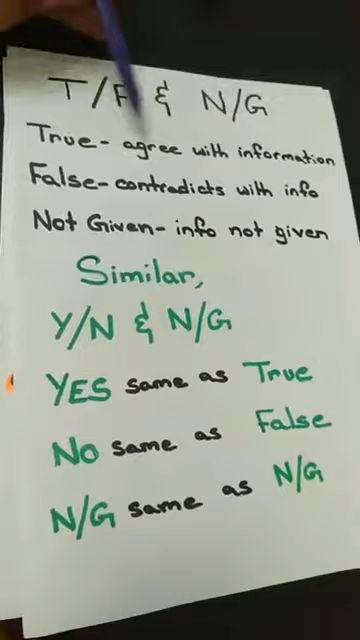 T/F & N/G
True- agree with information
False- contradicts with info
Not Given- info not given
Similar,
Y/N & N/G
YES same as True
No same as False
N/G same as N/G